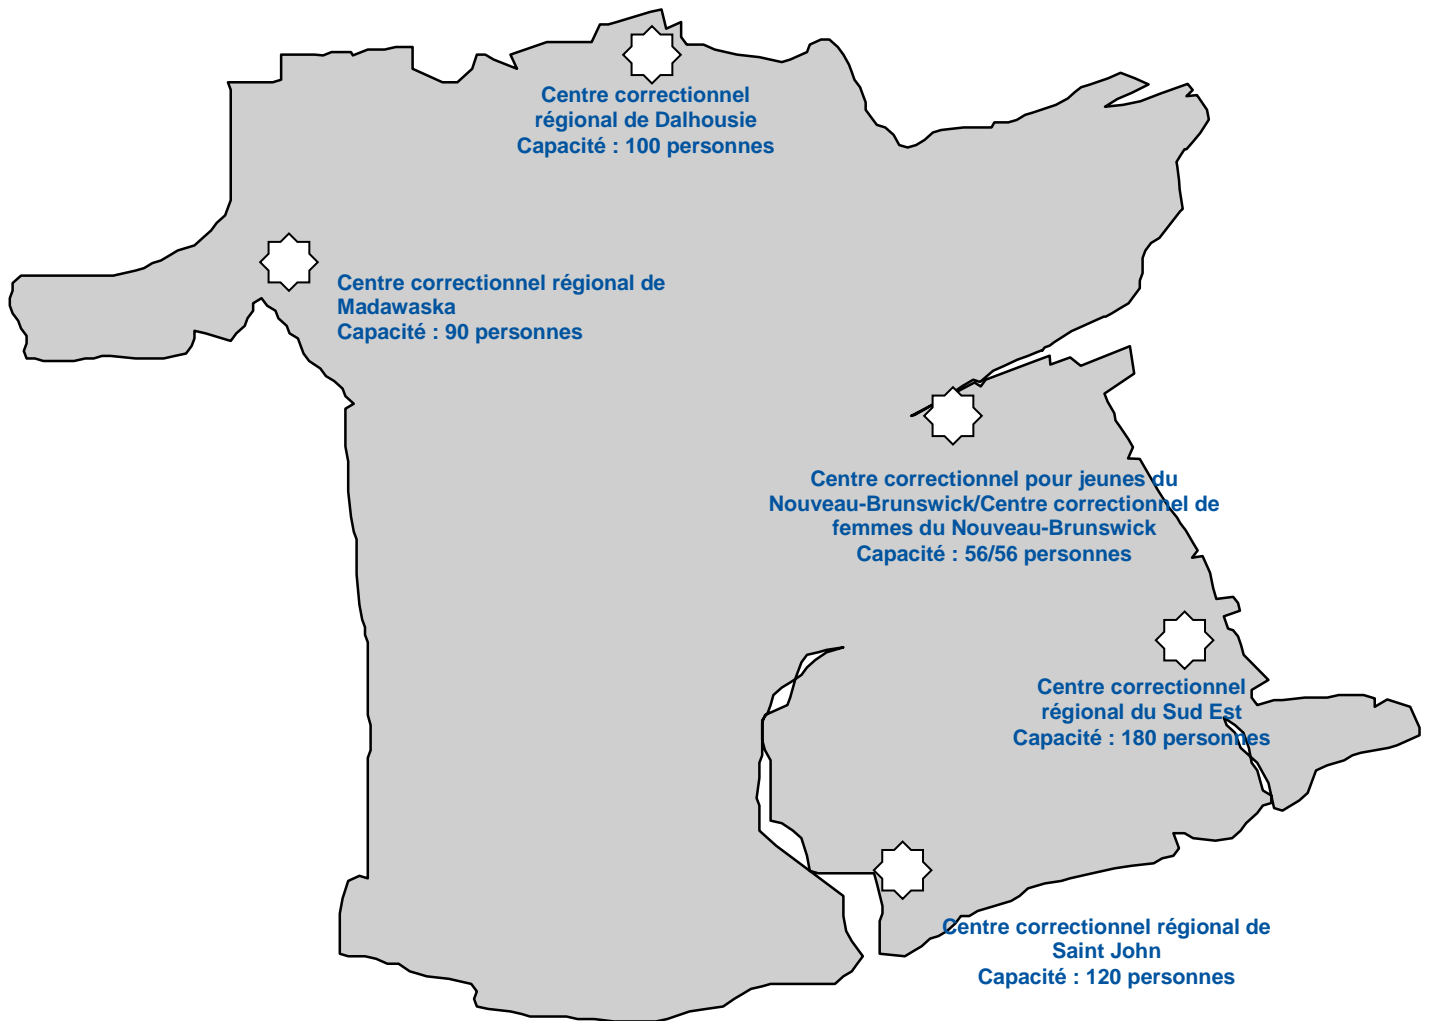 Centre correctionnel
régional de Dalhousie
Capacité : 100 personnes
Centre correctionnel régional de
Madawaska
Capacité : 90 personnes
Centre correctionnel pour jeunes du
Nouveau-Brunswick/Centre correctionnel de
femmes du Nouveau-Brunswick
Capacité : 56/56 personnes
Centre correctionnel
régional du Sud Est
Capacité : 180 personnes
Centre correctionnel régional de
Saint John
Capacité : 120 personnes